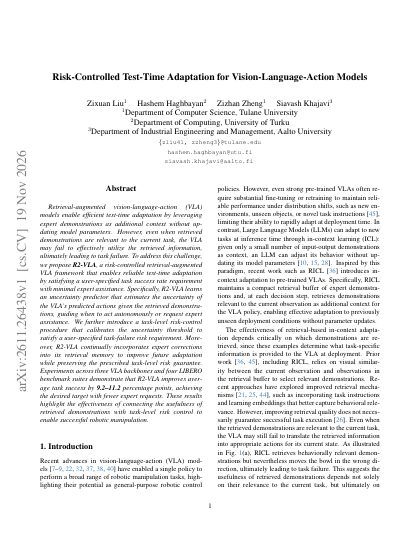 arXiv:2611.26438v1 [cs.CV] 19 Nov 2026
Risk-Controlled Test-Time Adaptation for Vision-Language-Action Models
Zixuan Liu1 Hashem Haghbayan2 Zizhan Zheng1 Siavash Khajavi3
1Department of Computer Science, Tulane University
2Department of Computing, University of Turku
3Department of Industrial Engineering and Management, Aalto University
{zliu41, zzheng3}@tulane.edu
hashem.haghbayan@utu.fi
siavash.khajavi@aalto.fi
Abstract
Retrieval-augmented vision-language-action (VLA)
models enable efficient test-time adaptation by leveraging
expert demonstrations as additional context without up-
dating model parameters. However, even when retrieved
demonstrations are relevant to the current task, the VLA
may fail to effectively utilize the retrieved information,
ultimately leading to task failure. To address this challenge,
we propose R2-VLA, a risk-controlled retrieval-augmented
VLA framework that enables reliable test-time adaptation
by satisfying a user-specified task success rate requirement
with minimal expert assistance. Specifically, R2-VLA learns
an uncertainty predictor that estimates the uncertainty of
the VLA's predicted actions given the retrieved demonstra-
tions, guiding when to act autonomously or request expert
assistance. We further introduce a task-level risk-control
procedure that calibrates the uncertainty threshold to
satisfy a user-specified task-failure risk requirement. More-
over, R2-VLA continually incorporates expert corrections
into its retrieval memory to improve future adaptation
while preserving the prescribed task-level risk guarantee.
Experiments across three VLA backbones and four LIBERO
benchmark suites demonstrate that R2-VLA improves aver-
age task success by 9.2–11.2 percentage points, achieving
the desired target with fewer expert requests. These results
highlight the effectiveness of connecting the usefulness of
retrieved demonstrations with task-level risk control to
enable successful robotic manipulation.
1. Introduction
Recent advances in vision-language-action (VLA) mod-
els [7–9, 22, 32, 37, 38, 40] have enabled a single policy to
perform a broad range of robotic manipulation tasks, high-
lighting their potential as general-purpose robotic control
policies. However, even strong pre-trained VLAs often re-
quire substantial fine-tuning or retraining to maintain reli-
able performance under distribution shifts, such as new en-
vironments, unseen objects, or novel task instructions [45],
limiting their ability to rapidly adapt at deployment time. In
contrast, Large Language Models (LLMs) can adapt to new
tasks at inference time through in-context learning (ICL):
given only a small number of input-output demonstrations
as context, an LLM can adjust its behavior without up-
dating its model parameters [10, 15, 28]. Inspired by this
paradigm, recent work such as RICL [36] introduces in-
context adaptation to pre-trained VLAs. Specifically, RICL
maintains a compact retrieval buffer of expert demonstra-
tions, and at each decision step, retrieves demonstrations
relevant to the current observation as additional context for
the VLA policy, enabling effective adaptation to previously
unseen deployment conditions without parameter updates.
The effectiveness of retrieval-based in-context adapta-
tion depends critically on which demonstrations are re-
trieved, since these examples determine what task-specific
information is provided to the VLA at deployment. Prior
work [36, 45], including RICL, relies on visual similar-
ity between the current observation and observations in
the retrieval buffer to select relevant demonstrations. Re-
cent approaches have explored improved retrieval mecha-
nisms [21, 25, 44], such as incorporating task instructions
and learning embeddings that better capture behavioral rele-
vance. However, improving retrieval quality does not neces-
sarily guarantee successful task execution [26]. Even when
the retrieved demonstrations are relevant to the current task,
the VLA may still fail to translate the retrieved information
into appropriate actions for its current state. As illustrated
in Fig. 1(a), RICL retrieves behaviorally relevant demon-
strations but nevertheless moves the bowl in the wrong di-
rection, ultimately leading to task failure. This suggests the
usefulness of retrieved demonstrations depends not solely
on their relevance to the current task, but ultimately on
1